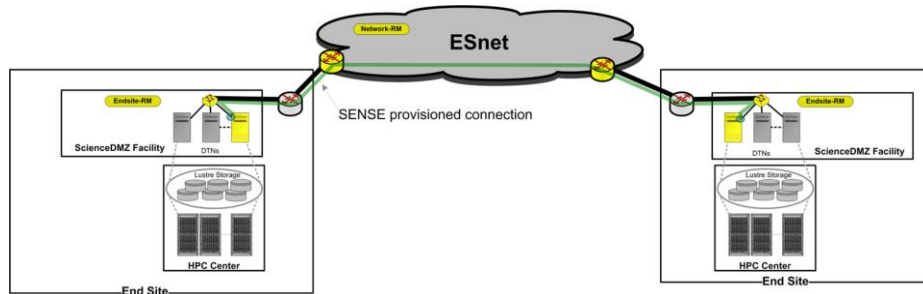 Network-RM
ESnet
SENSE provisioned connection
Endsite-RM
DTNs
ScienceDMZ Facility
Lustre Storage
HPC Center
End Site
Endsite-RM
DTNs
ScienceDMZ Facility
Lustre Storage
HPC Center
End Site